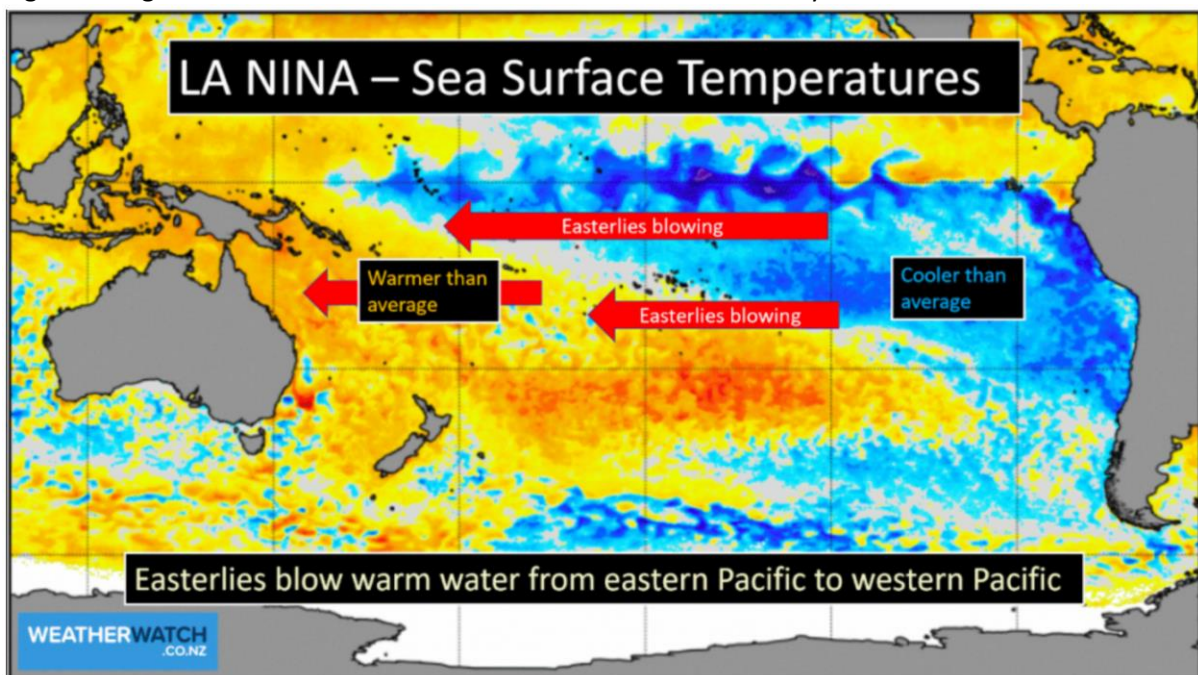 LA NINA – Sea Surface Temperatures
Easterlies blowing
Warmer than
average
Cooler than
average
Easterlies blowing
Easterlies blow warm water from eastern Pacific to western Pacific
WEATHERWATCH
.CO.NZ